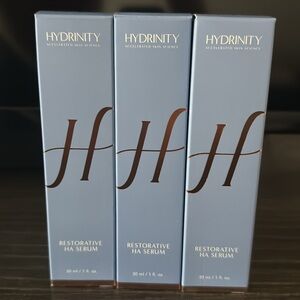 HYDRINITY
ACCELERATED SKIN SCIENCE
H
RESTORATIVE
HA SERUM
30 ml / 1 fl. oz.
HYDRINITY
ACCELERATED SKIN SCIENCE
H
RESTORATIVE
HA SERUM
30 ml / 1 fl. oz.
HYDRINITY
ACCELERATED SKIN SCIENCE
H
RESTORATIVE
HA SERUM
30 ml / 1 fl. oz.